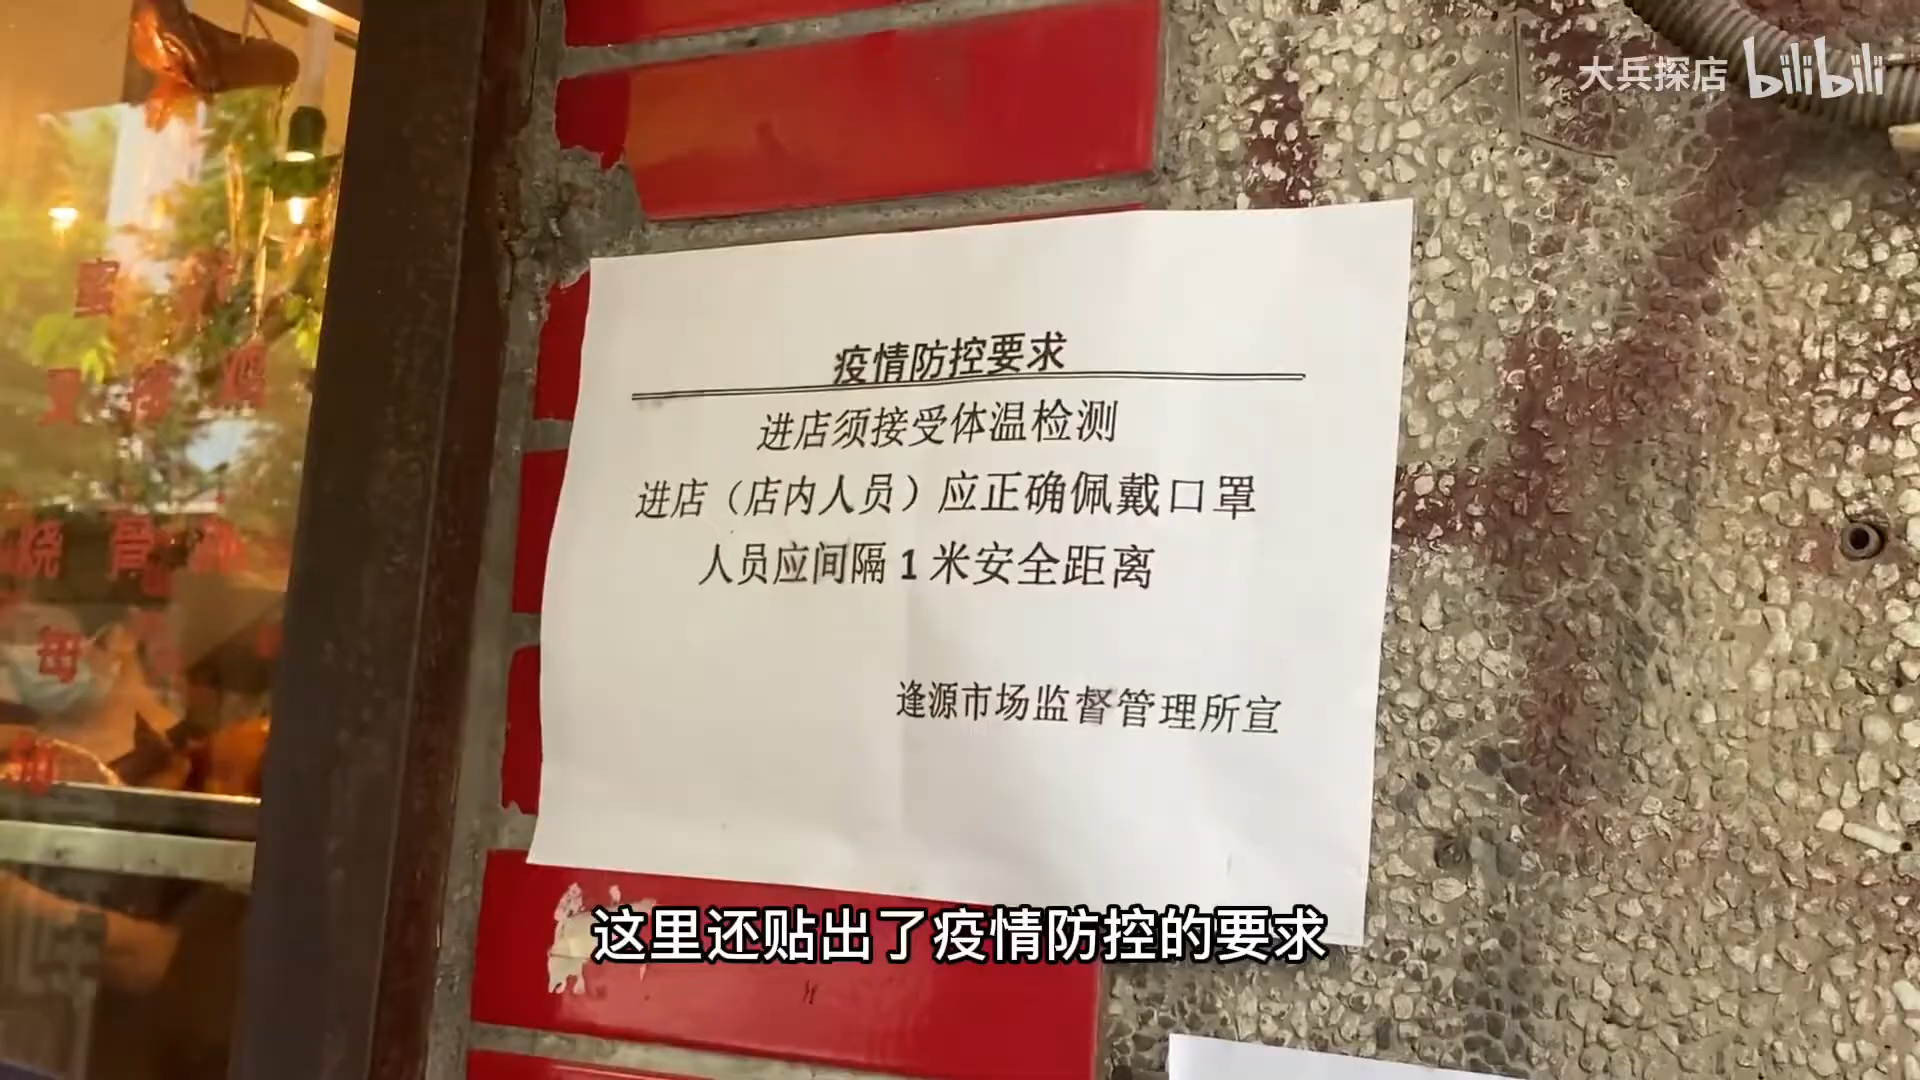 大兵探店 bilibili
疫情防控要求
进店须接受体温检测
进店（店内人员）应正确佩戴口罩
人员应间隔1米安全距离
逢源市场监督管理所宣
这里还贴出了疫情防控的要求